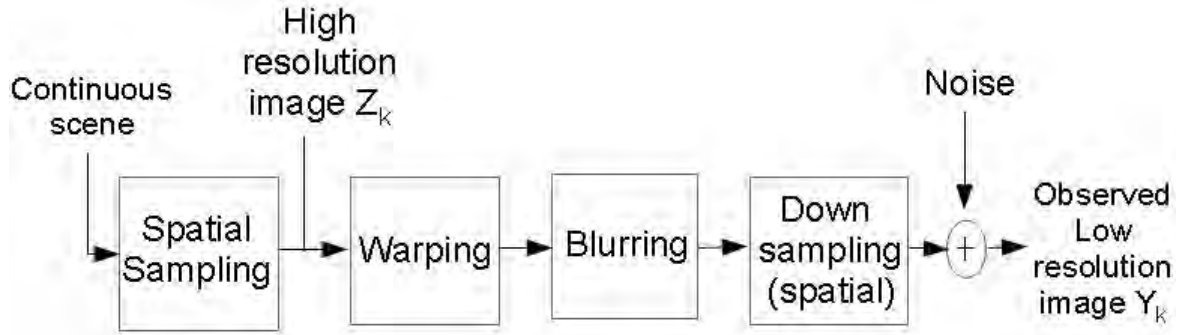 Continuous
scene
High
resolution
image Z_k
Spatial
Sampling
Warping
Blurring
Down
sampling
(spatial)
Noise
+
Observed
Low
resolution
image Y_k